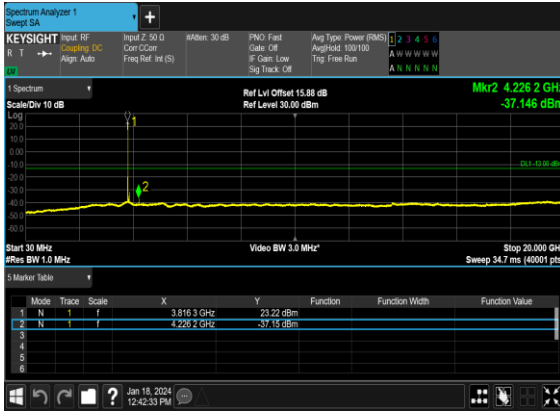 Spectrum Analyzer 1
Swept SA
+
KEYSIGHT Input: RF Input Z: 50 Ω #Atten: 30 dB PNO: Fast Avg Type: Power (RMS) 1 2 3 4 5 6
R T Coupling: DC Corr CCorr Gate: Off Avg|Hold: 100/100 A W W W W W
Align: Auto Freq Ref: Int (S) IF Gain: Low Trig: Free Run
Sig Track: Off A N N N N N
1 Spectrum Ref Lvl Offset 15.88 dB Mkr2 4.226 2 GHz
Scale/Div 10 dB Ref Level 30.00 dBm -37.146 dBm
Log
20.0
10.0
0.00
-10.0
-20.0
-30.0
-40.0
-50.0
-60.0
1
2
DL1 -13.00 dBm
Start 30 MHz Video BW 3.0 MHz* Stop 20.000 GHz
#Res BW 1.0 MHz Sweep 34.7 ms (40001 pts)
5 Marker Table
Mode Trace Scale X Y Function Function Width Function Value
1 N 1 f 3.816 3 GHz 23.22 dBm
2 N 1 f 4.226 2 GHz -37.15 dBm
3
4
5
6
? Jan 18, 2024
12:42:33 PM